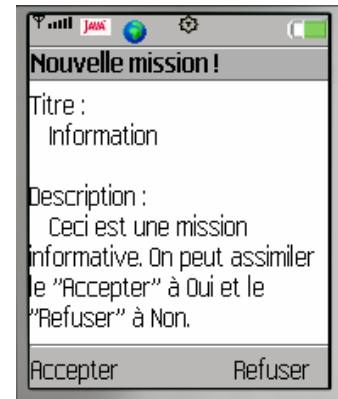 JAVA
Nouvelle mission !
Titre :
Information
Description :
Ceci est une mission
informative. On peut assimiler
le "Accepter" à Oui et le
"Refuser" à Non.
Accepter Refuser